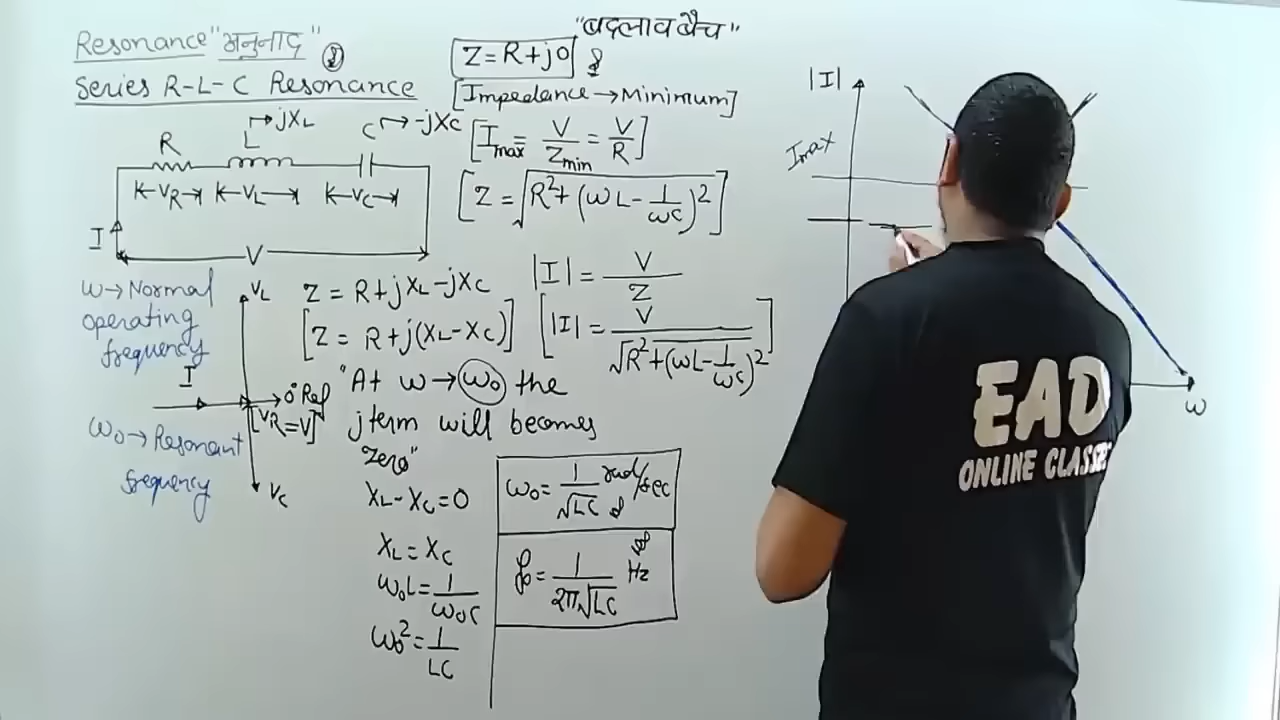 "बदलाव बैच"
Resonance "अनुनाद"
Series R-L-C Resonance
L → jXL
C → -jXC
R
VR VL VC
I
V
ω → Normal
operating
frequency
VL
I
0° Ref
[VR=V]
VC
ω0 → Resonant
frequency
Z = R+j0
[Impedance → Minimum]
[Imax = V/Zmin = V/R]
[Z = √R²+(ωL-1/ωC)²]
Z = R+jXL-jXC
[Z = R+j(XL-XC)]
|I| = V/Z
[|I| = V/√R²+(ωL-1/ωC)²]
"At ω → ω0 the
j term will becomes
zero"
XL-XC=0
XL=XC
ω0L=1/ω0C
ω0²=1/LC
ω0=1/√LC rad/sec
f0=1/2π√LC Hz
|I|
Imax
ω
EAD
ONLINE CLASSES